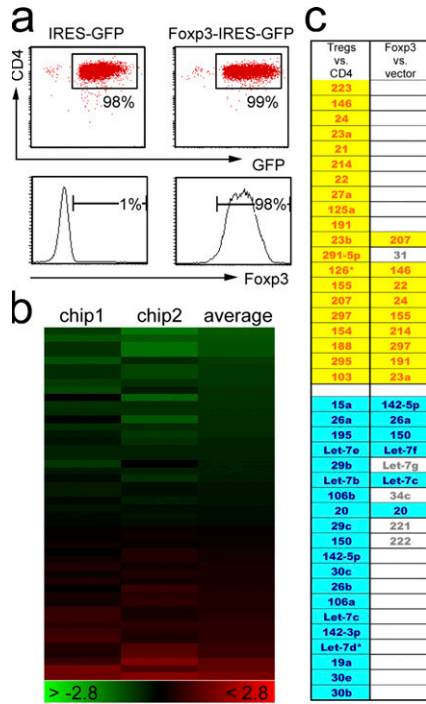 a
IRES-GFP Foxp3-IRES-GFP
CD4
98% 99%
GFP
1% 98%
Foxp3
b
chip1 chip2 average
> -2.8 < 2.8
c
Tregs vs. CD4 Foxp3 vs. vector
223
146
24
23a
21
214
22
27a
125a
191
23b 207
291-5p 31
126* 146
155 22
207 24
297 155
154 214
188 297
295 191
103 23a
15a 142-5p
26a 26a
195 150
Let-7e Let-7f
29b Let-7g
Let-7b Let-7c
106b 34c
20 20
29c 221
150 222
142-5p
30c
26b
106a
Let-7c
142-3p
Let-7d*
19a
30e
30b